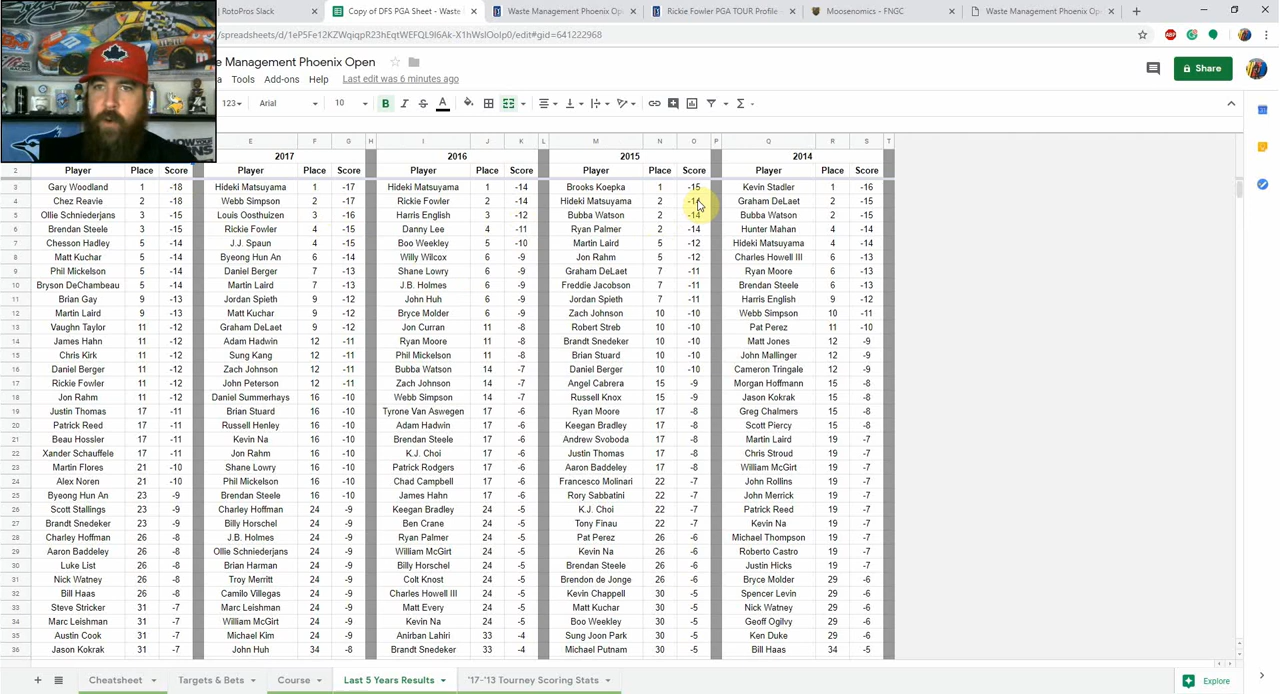 RotoPros Slack
Copy of DFS PGA Sheet - Waste
Waste Management Phoenix Open
Rickie Fowler PGA TOUR Profile
Moosenomics - FNGC
Waste Management Phoenix Op
/spreadsheets/d/
/edit#gid=641222968
te Management Phoenix Open
Tools Add-ons Help Last edit was 6 minutes ago
Share
123 Arial 10 B I S A
E F G H I J K L M N O P Q R S T
2017 2016 2015 2014
2 Player Place Score Player Place Score Player Place Score Player Place Score Player Place Score
3 Gary Woodland 1 -18 Hideki Matsuyama 1 -17 Hideki Matsuyama 1 -14 Brooks Koepka 1 -15 Kevin Stadler 1 -16
4 Chez Reavie 2 -18 Webb Simpson 2 -17 Rickie Fowler 2 -14 Hideki Matsuyama 2 Graham DeLaet 2 -15
5 Ollie Schniederjans 3 -15 Louis Oosthuizen 3 -16 Harris English 3 -12 Bubba Watson 2 -14 Bubba Watson 2 -15
6 Brendan Steele 3 -15 Rickie Fowler 4 -15 Danny Lee 4 -11 Ryan Palmer 2 -14 Hunter Mahan 4 -14
7 Chesson Hadley 5 -14 J.J. Spaun 4 -15 Boo Weekley 5 -10 Martin Laird 5 -12 Hideki Matsuyama 4 -14
8 Matt Kuchar 5 -14 Byeong Hun An 6 -14 Willy Wilcox 6 -9 Jon Rahm 5 -12 Charles Howell III 6 -13
9 Phil Mickelson 5 -14 Daniel Berger 7 -13 Shane Lowry 6 -9 Graham DeLaet 7 -11 Ryan Moore 6 -13
10 Bryson DeChambeau 5 -14 Martin Laird 7 -13 J.B. Holmes 6 -9 Freddie Jacobson 7 -11 Brendan Steele 6 -13
11 Brian Gay 9 -13 Jordan Spieth 9 -12 John Huh 6 -9 Jordan Spieth 7 -11 Harris English 9 -12
12 Martin Laird 9 -13 Matt Kuchar 9 -12 Bryce Molder 6 -9 Zach Johnson 10 -10 Webb Simpson 10 -11
13 Vaughn Taylor 11 -12 Graham DeLaet 9 -12 Jon Curran 11 -8 Robert Streb 10 -10 Pat Perez 11 -10
14 James Hahn 11 -12 Adam Hadwin 12 -11 Ryan Moore 11 -8 Brandt Snedeker 10 -10 Matt Jones 12 -9
15 Chris Kirk 11 -12 Sung Kang 12 -11 Phil Mickelson 11 -8 Brian Stuard 10 -10 John Mallinger 12 -9
16 Daniel Berger 11 -12 Zach Johnson 12 -11 Bubba Watson 14 -7 Daniel Berger 10 -10 Cameron Tringale 12 -9
17 Rickie Fowler 11 -12 John Peterson 12 -11 Zach Johnson 14 -7 Angel Cabrera 15 -9 Morgan Hoffmann 15 -8
18 Jon Rahm 11 -12 Daniel Summerhays 16 -10 Webb Simpson 14 -7 Russell Knox 15 -9 Jason Kokrak 15 -8
19 Justin Thomas 17 -11 Brian Stuard 16 -10 Tyrone Van Aswegen 17 -6 Ryan Moore 17 -8 Greg Chalmers 15 -8
20 Patrick Reed 17 -11 Russell Henley 16 -10 Adam Hadwin 17 -6 Keegan Bradley 17 -8 Scott Piercy 15 -8
21 Beau Hossler 17 -11 Kevin Na 16 -10 Brendan Steele 17 -6 Andrew Svoboda 17 -8 Martin Laird 19 -7
22 Xander Schauffele 17 -11 Jon Rahm 16 -10 K.J. Choi 17 -6 Justin Thomas 17 -8 Chris Stroud 19 -7
23 Martin Flores 21 -10 Shane Lowry 16 -10 Patrick Rodgers 17 -6 Aaron Baddeley 17 -8 William McGirt 19 -7
24 Alex Noren 21 -10 Phil Mickelson 16 -10 Chad Campbell 17 -6 Francesco Molinari 22 -7 John Rollins 19 -7
25 Byeong Hun An 23 -9 Brendan Steele 16 -10 James Hahn 17 -6 Rory Sabbatini 22 -7 John Merrick 19 -7
26 Scott Stallings 23 -9 Charley Hoffman 24 -9 Keegan Bradley 24 -5 K.J. Choi 22 -7 Patrick Reed 19 -7
27 Brandt Snedeker 23 -9 Billy Horschel 24 -9 Ben Crane 24 -5 Tony Finau 22 -7 Kevin Na 19 -7
28 Charley Hoffman 26 -8 J.B. Holmes 24 -9 Ryan Palmer 24 -5 Pat Perez 26 -6 Michael Thompson 19 -7
29 Aaron Baddeley 26 -8 Ollie Schniederjans 24 -9 William McGirt 24 -5 Kevin Na 26 -6 Roberto Castro 19 -7
30 Luke List 26 -8 Brian Harman 24 -9 Billy Horschel 24 -5 Brendan Steele 26 -6 Justin Hicks 19 -7
31 Nick Watney 26 -8 Troy Merritt 24 -9 Colt Knost 24 -5 Brendon de Jonge 26 -6 Bryce Molder 29 -6
32 Bill Haas 26 -8 Camilo Villegas 24 -9 Charles Howell III 24 -5 Kevin Chappell 30 -5 Spencer Levin 29 -6
33 Steve Stricker 31 -7 Marc Leishman 24 -9 Matt Every 24 -5 Matt Kuchar 30 -5 Nick Watney 29 -6
34 Marc Leishman 31 -7 William McGirt 24 -9 Kevin Na 24 -5 Boo Weekley 30 -5 Geoff Ogilvy 29 -6
35 Austin Cook 31 -7 Michael Kim 24 -9 Anirban Lahiri 33 -4 Sung Joon Park 30 -5 Ken Duke 29 -6
36 Jason Kokrak 31 -7 John Huh 34 -8 Brandt Snedeker 33 -4 Michael Putnam 30 -5 Bill Haas 34 -5
Cheatsheet Targets & Bets Course Last 5 Years Results '17-'13 Tourney Scoring Stats Explore